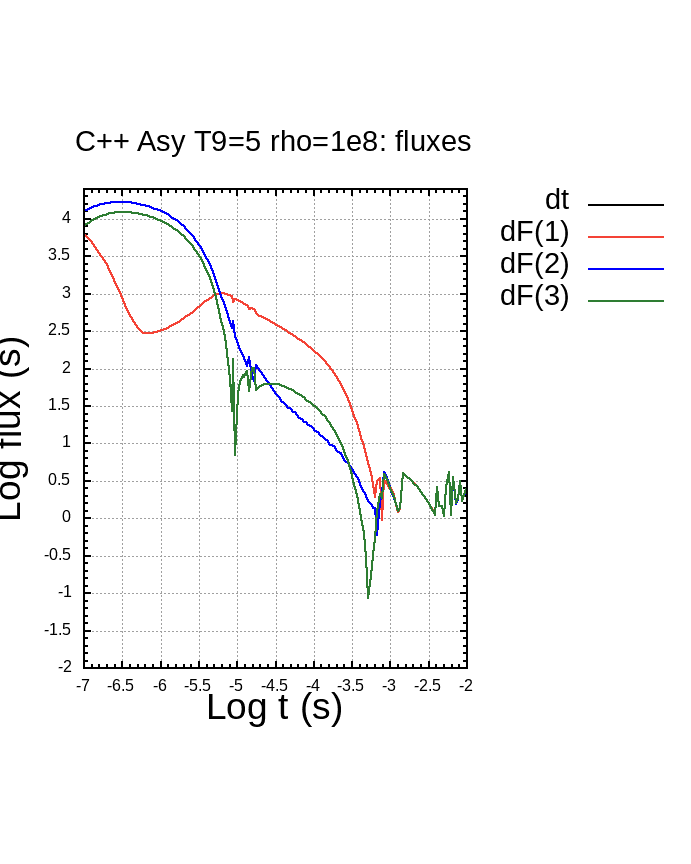 C++ Asy T9=5 rho=1e8: fluxes
dt
dF(1)
dF(2)
dF(3)
Log flux (s)
4
3.5
3
2.5
2
1.5
1
0.5
0
-0.5
-1
-1.5
-2
-7 -6.5 -6 -5.5 -5 -4.5 -4 -3.5 -3 -2.5 -2
Log t (s)